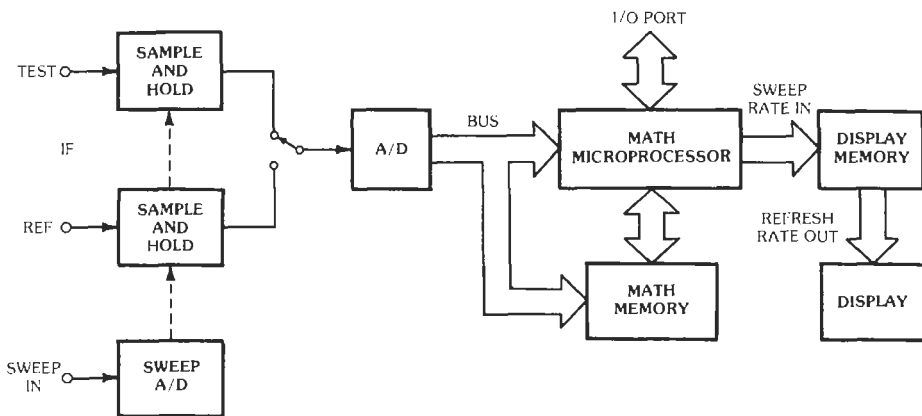 I/O PORT
TEST
SAMPLE
AND
HOLD
IF
REF
SAMPLE
AND
HOLD
SWEEP
IN
SWEEP
A/D
A/D
BUS
MATH
MICROPROCESSOR
MATH
MEMORY
SWEEP
RATE IN
DISPLAY
MEMORY
REFRESH
RATE OUT
DISPLAY